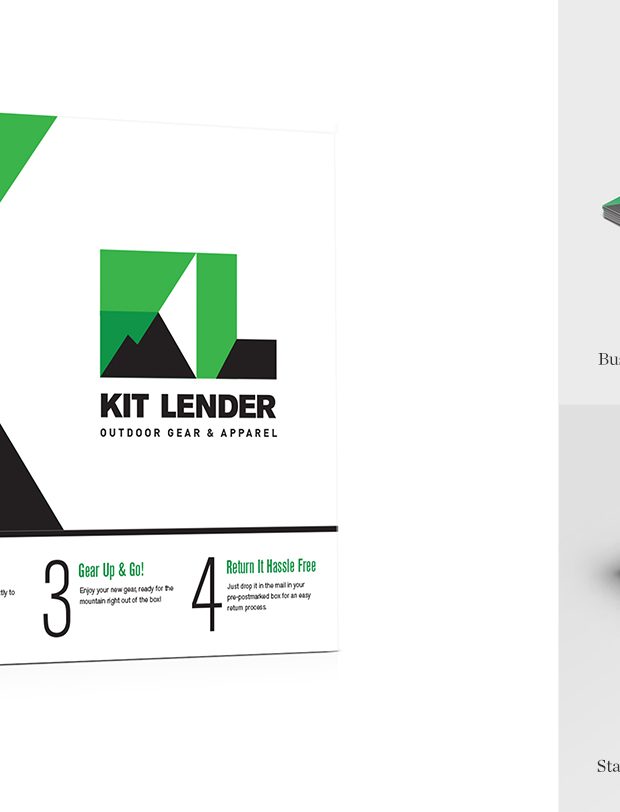 KIT LENDER
OUTDOOR GEAR & APPAREL
to
3
Gear Up & Go!
Enjoy your new gear, ready for the
mountain right out of the box!
4
Return It Hassle Free
Just drop it in the mail in your
pre-postmarked box for an easy
return process.